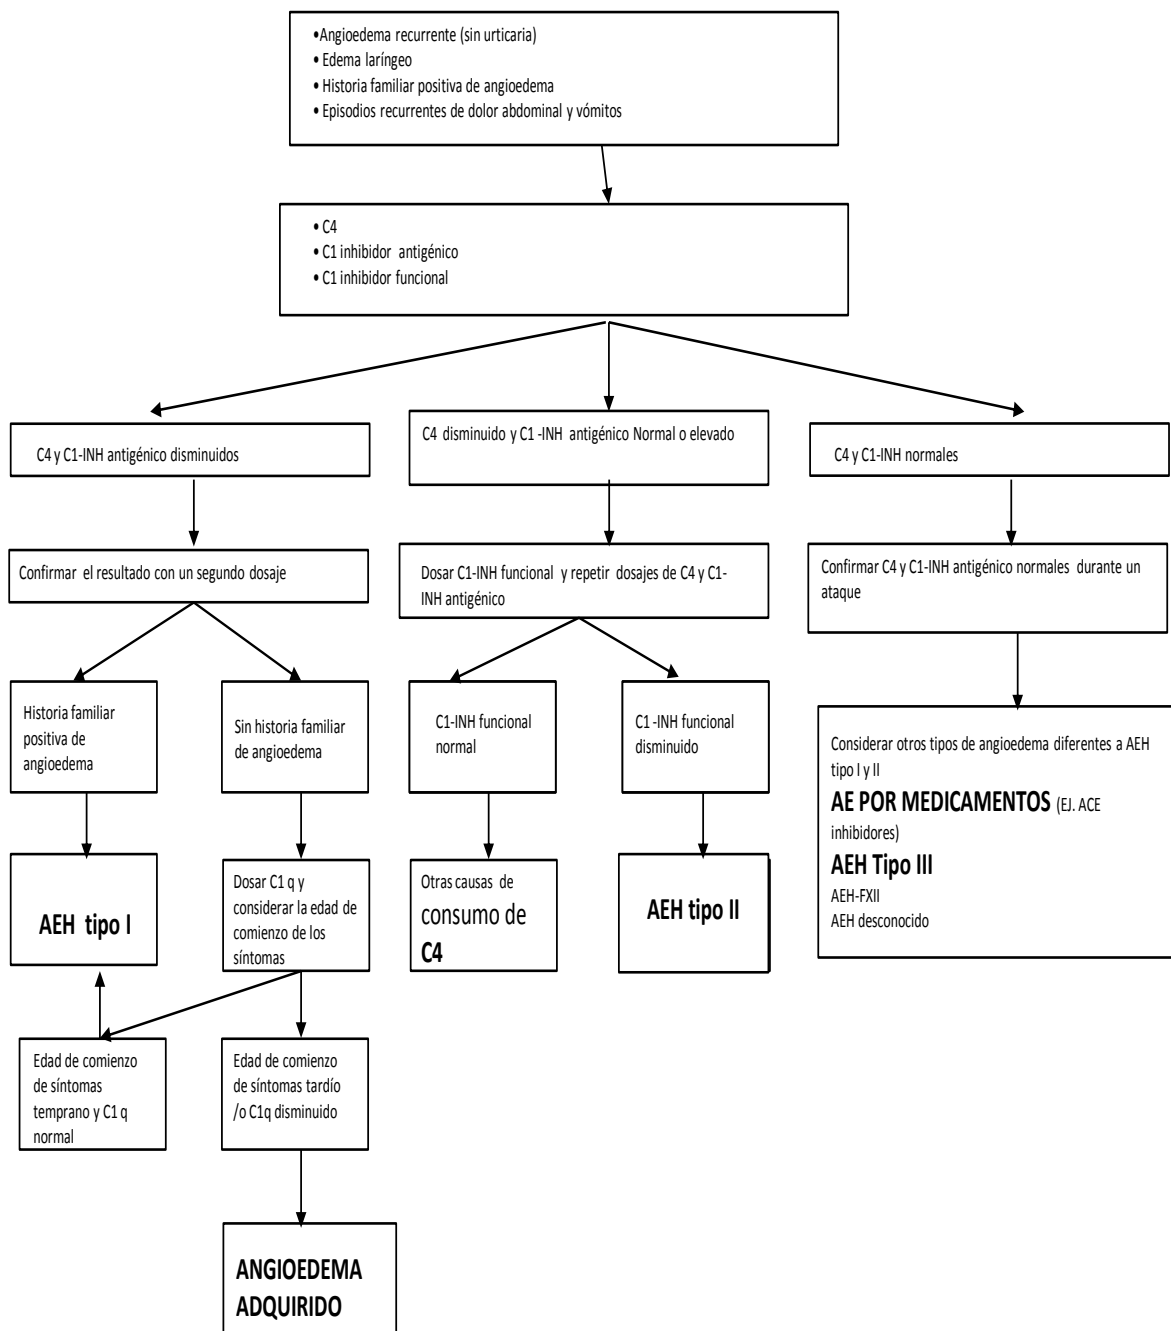 •Angioedema recurrente (sin urticaria)
• Edema laríngeo
• Historia familiar positiva de angioedema
• Episodios recurrentes de dolor abdominal y vómitos
• C4
• C1 inhibidor antigénico
• C1 inhibidor funcional
C4 y C1-INH antigénico disminuidos
C4 disminuido y C1 -INH antigénico Normal o elevado
C4 y C1-INH normales
Confirmar el resultado con un segundo dosaje
Dosar C1-INH funcional y repetir dosajes de C4 y C1-
INH antigénico
Confirmar C4 y C1-INH antigénico normales durante un
ataque
Historia familiar
positiva de
angioedema
Sin historia familiar
de angioedema
C1-INH funcional
normal
C1 -INH funcional
disminuido
Considerar otros tipos de angioedema diferentes a AEH
tipo I y II
AE POR MEDICAMENTOS (EJ. ACE
inhibidores)
AEH Tipo III
AEH-FXII
AEH desconocido
AEH tipo I
Dosar C1 q y
considerar la edad de
comienzo de los
síntomas
Otras causas de
consumo de
C4
AEH tipo II
Edad de comienzo
de síntomas
temprano y C1 q
normal
Edad de comienzo
de síntomas tardío
/o C1q disminuido
ANGIOEDEMA
ADQUIRIDO